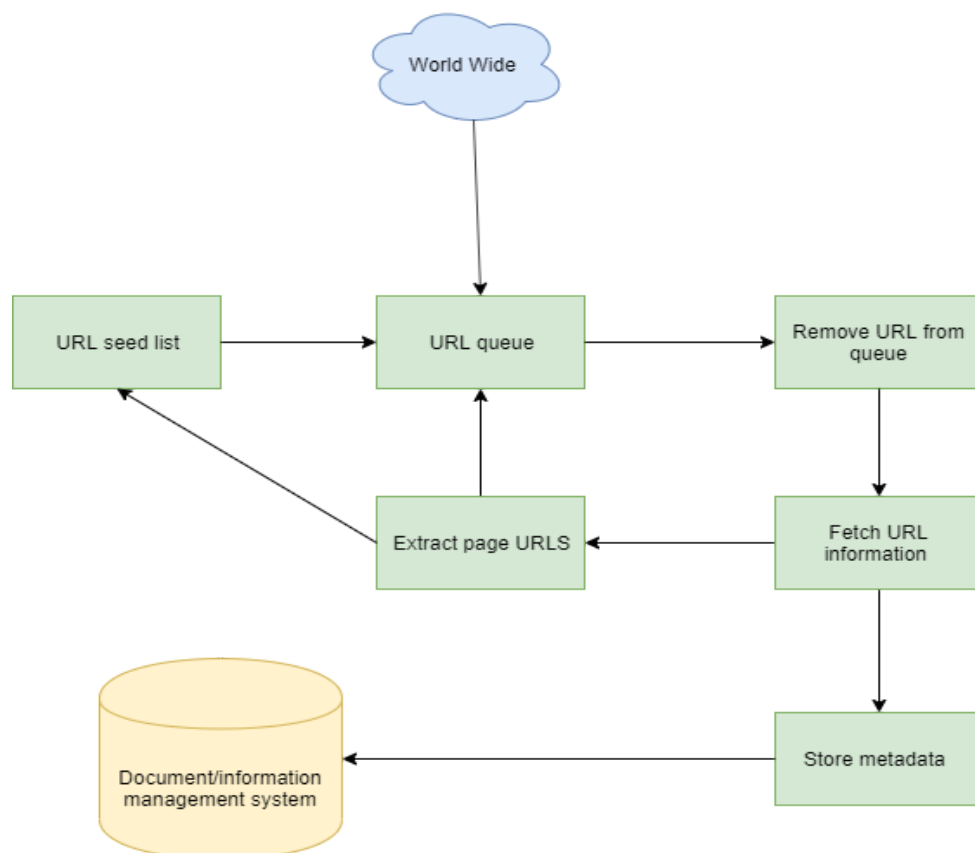 World Wide
URL seed list
URL queue
Remove URL from
queue
Extract page URLS
Fetch URL
information
Document/information
management system
Store metadata